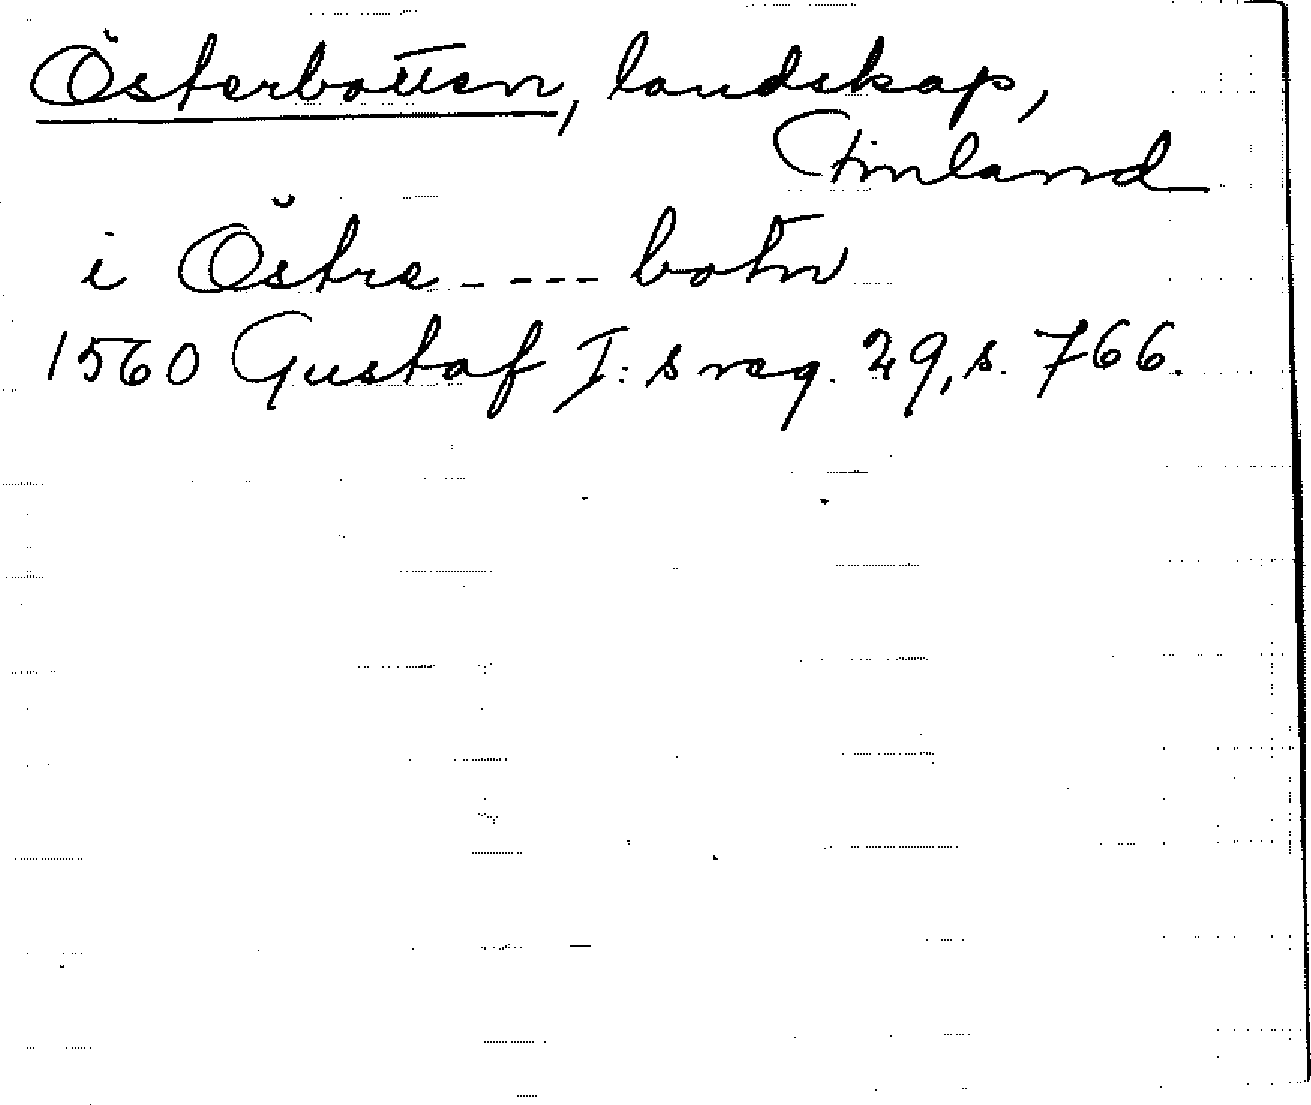 Österbotten, landskap,
Finland
i Östre - - - - botn
1560 Gustaf I:s reg. 29, s. 766.